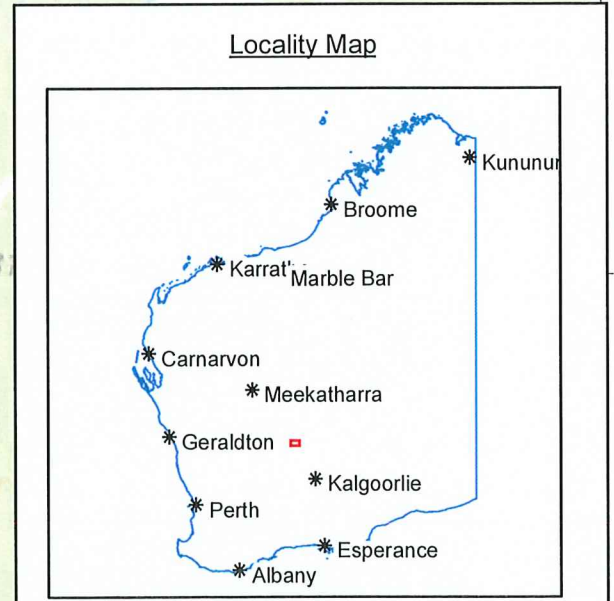 Locality Map
Kununur
Broome
Karrat'
Marble Bar
Carnarvon
Meekatharra
Geraldton
Kalgoorlie
Perth
Esperance
Albany